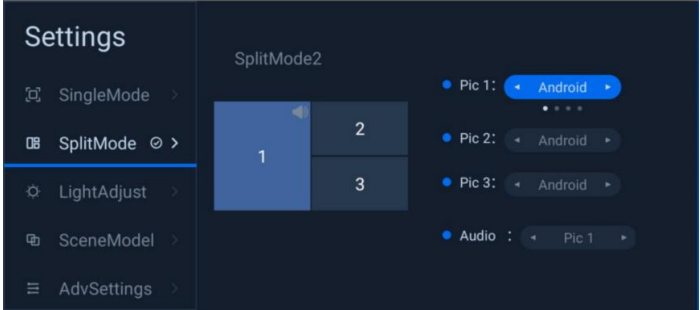 Settings
SingleMode
SplitMode
LightAdjust
SceneModel
AdvSettings
SplitMode2
1
2
3
Pic 1: Android
Pic 2: Android
Pic 3: Android
Audio : Pic 1